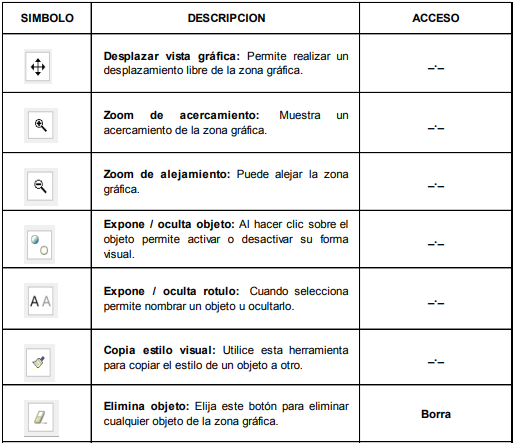 SIMBOLO DESCRIPCION ACCESO
Desplazar vista gráfica: Permite realizar un
desplazamiento libre de la zona gráfica.
_._
Zoom de acercamiento: Muestra un
acercamiento de la zona gráfica.
_._
Zoom de alejamiento: Puede alejar la zona
gráfica.
_._
Expone / oculta objeto: Al hacer clic sobre el
objeto permite activar o desactivar su forma
visual.
_._
A A
Expone / oculta rotulo: Cuando selecciona
permite nombrar un objeto u ocultarlo.
_._
Copia estilo visual: Utilice esta herramienta
para copiar el estilo de un objeto a otro.
_._
Elimina objeto: Elija este botón para eliminar
cualquier objeto de la zona gráfica.
Borra